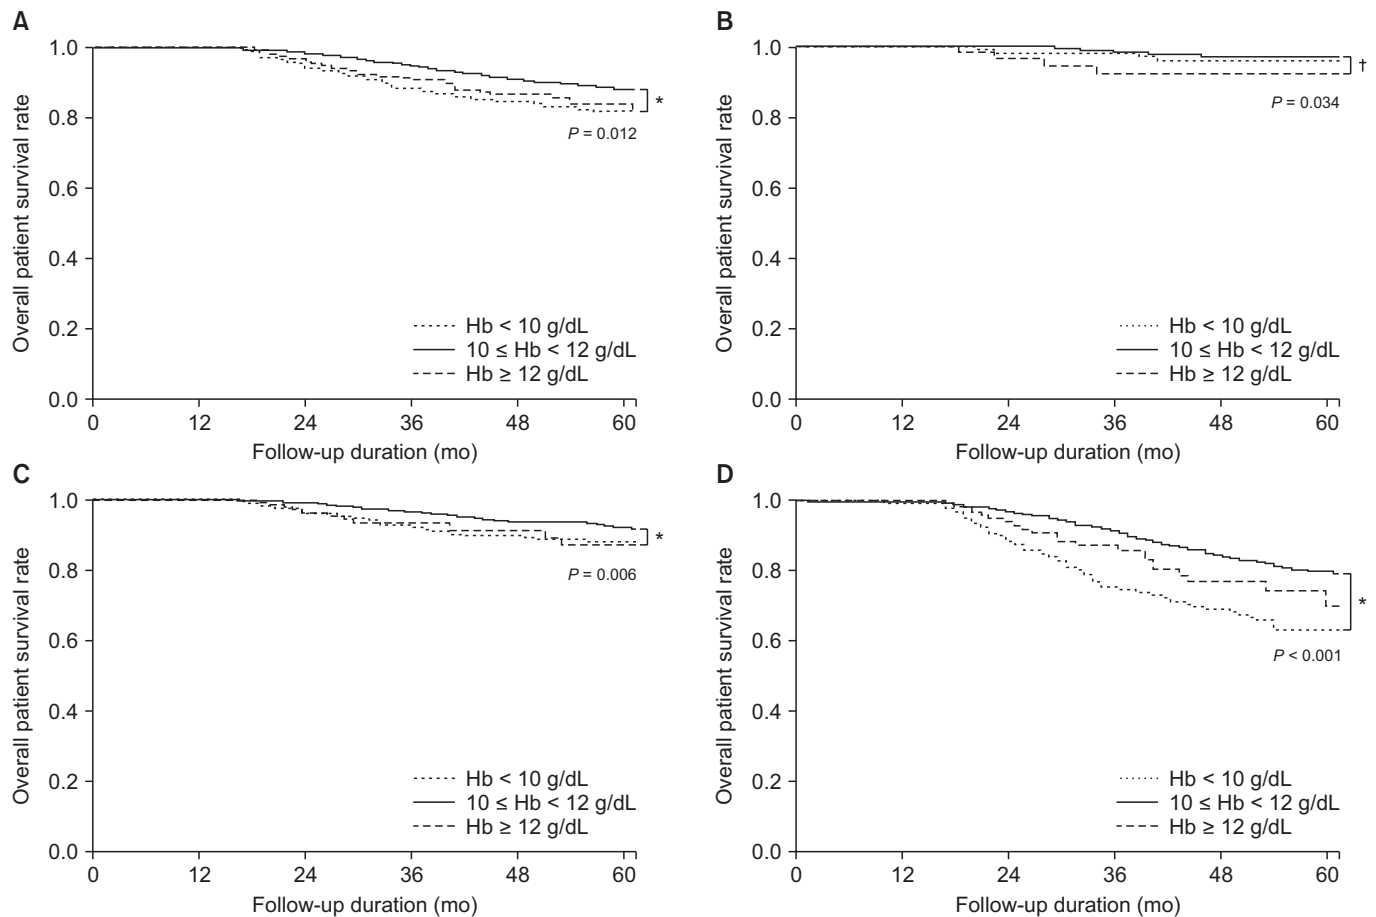 A
Overall patient survival rate
1.0
0.8
0.6
0.4
0.2
0.0
*
P = 0.012
Hb < 10 g/dL
10 ≤ Hb < 12 g/dL
Hb ≥ 12 g/dL
0 12 24 36 48 60
Follow-up duration (mo)
B
Overall patient survival rate
1.0
0.8
0.6
0.4
0.2
0.0
†
P = 0.034
Hb < 10 g/dL
10 ≤ Hb < 12 g/dL
Hb ≥ 12 g/dL
0 12 24 36 48 60
Follow-up duration (mo)
C
Overall patient survival rate
1.0
0.8
0.6
0.4
0.2
0.0
*
P = 0.006
Hb < 10 g/dL
10 ≤ Hb < 12 g/dL
Hb ≥ 12 g/dL
0 12 24 36 48 60
Follow-up duration (mo)
D
Overall patient survival rate
1.0
0.8
0.6
0.4
0.2
0.0
*
P < 0.001
Hb < 10 g/dL
10 ≤ Hb < 12 g/dL
Hb ≥ 12 g/dL
0 12 24 36 48 60
Follow-up duration (mo)